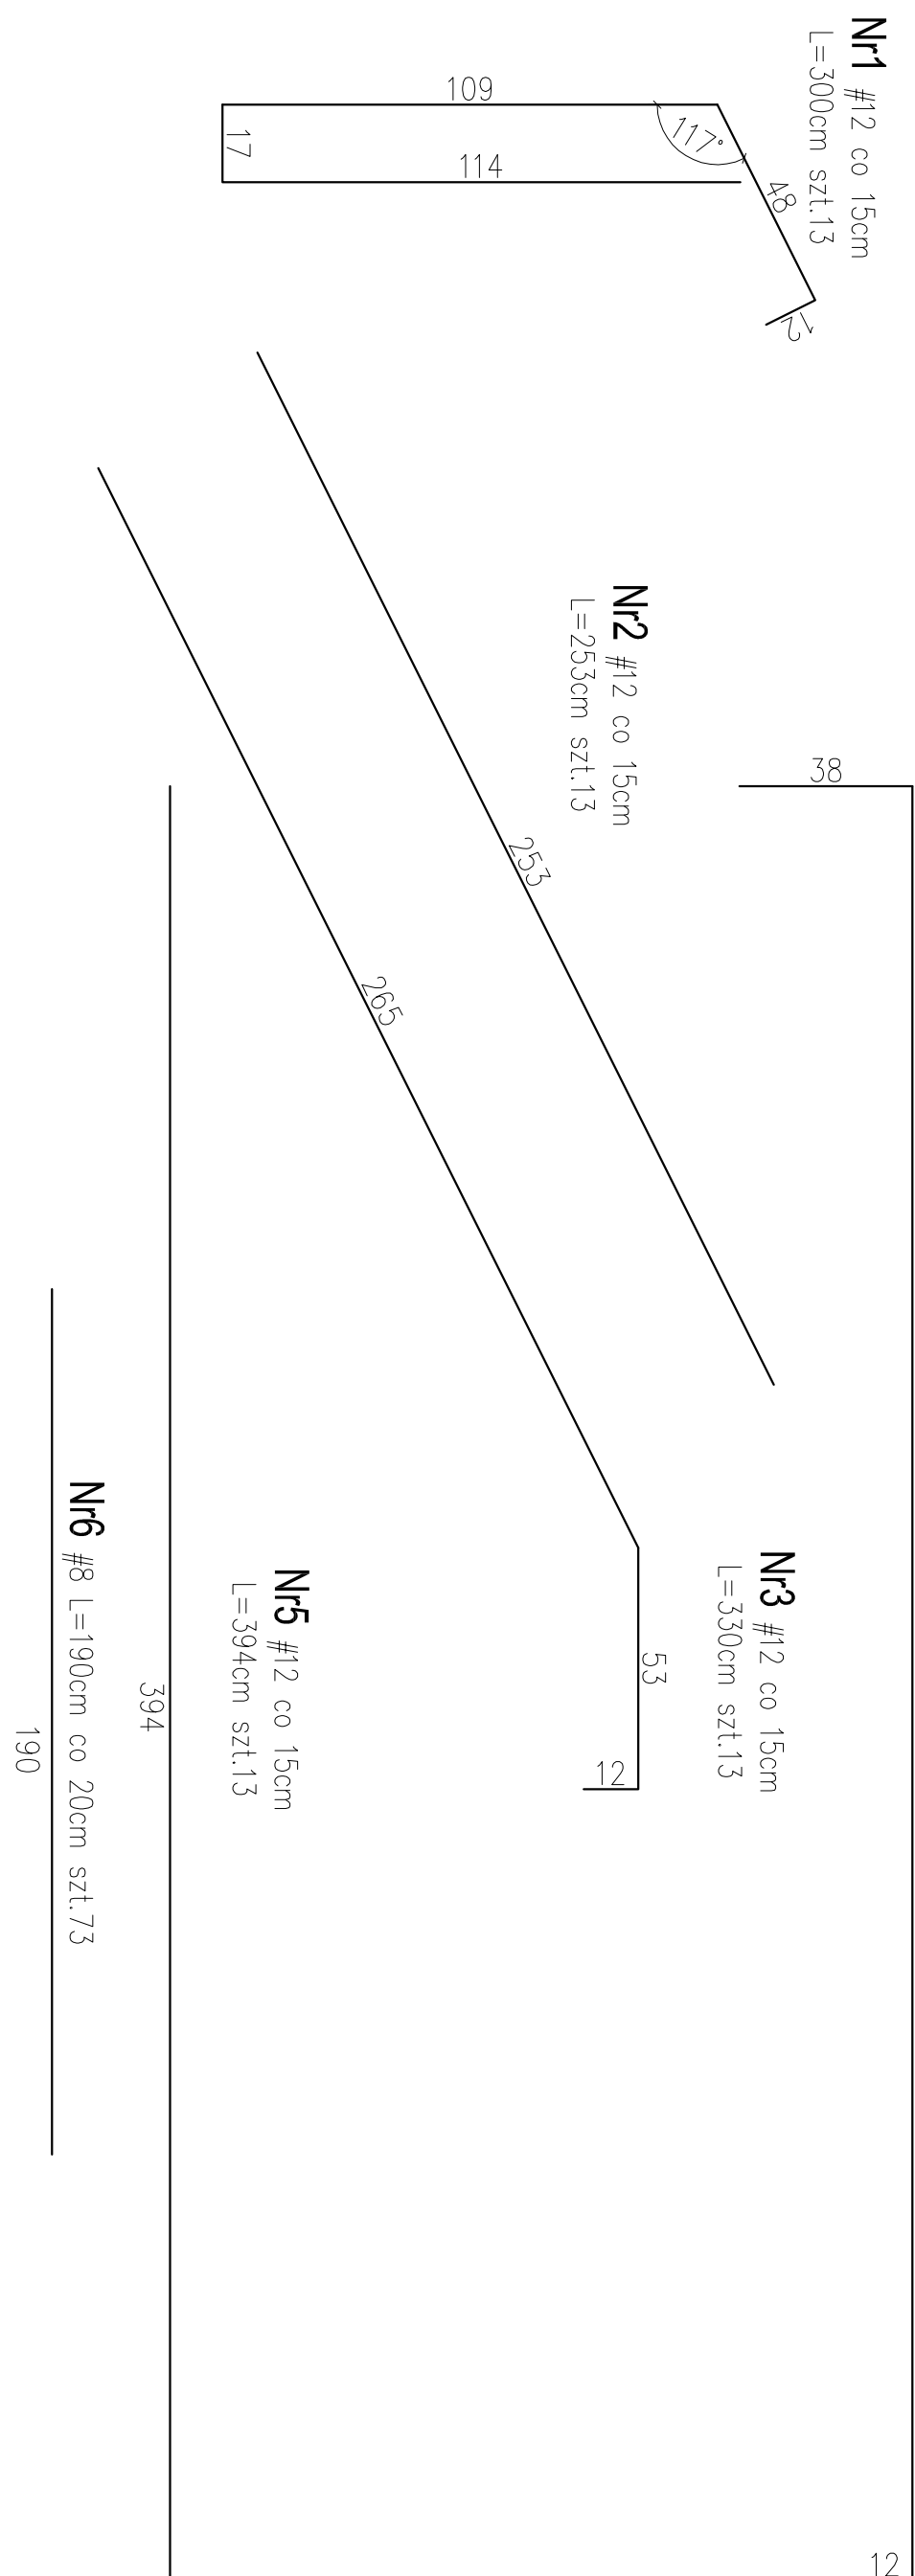 Nr1 #12 co 15cm
L=300cm szt.13
109
17
114
117°
48
12
Nr2 #12 co 15cm
L=253cm szt.13
253
38
265
Nr3 #12 co 15cm
L=330cm szt.13
53
12
Nr5 #12 co 15cm
L=394cm szt.13
394
Nr6 #8 L=190cm co 20cm szt.73
190
12